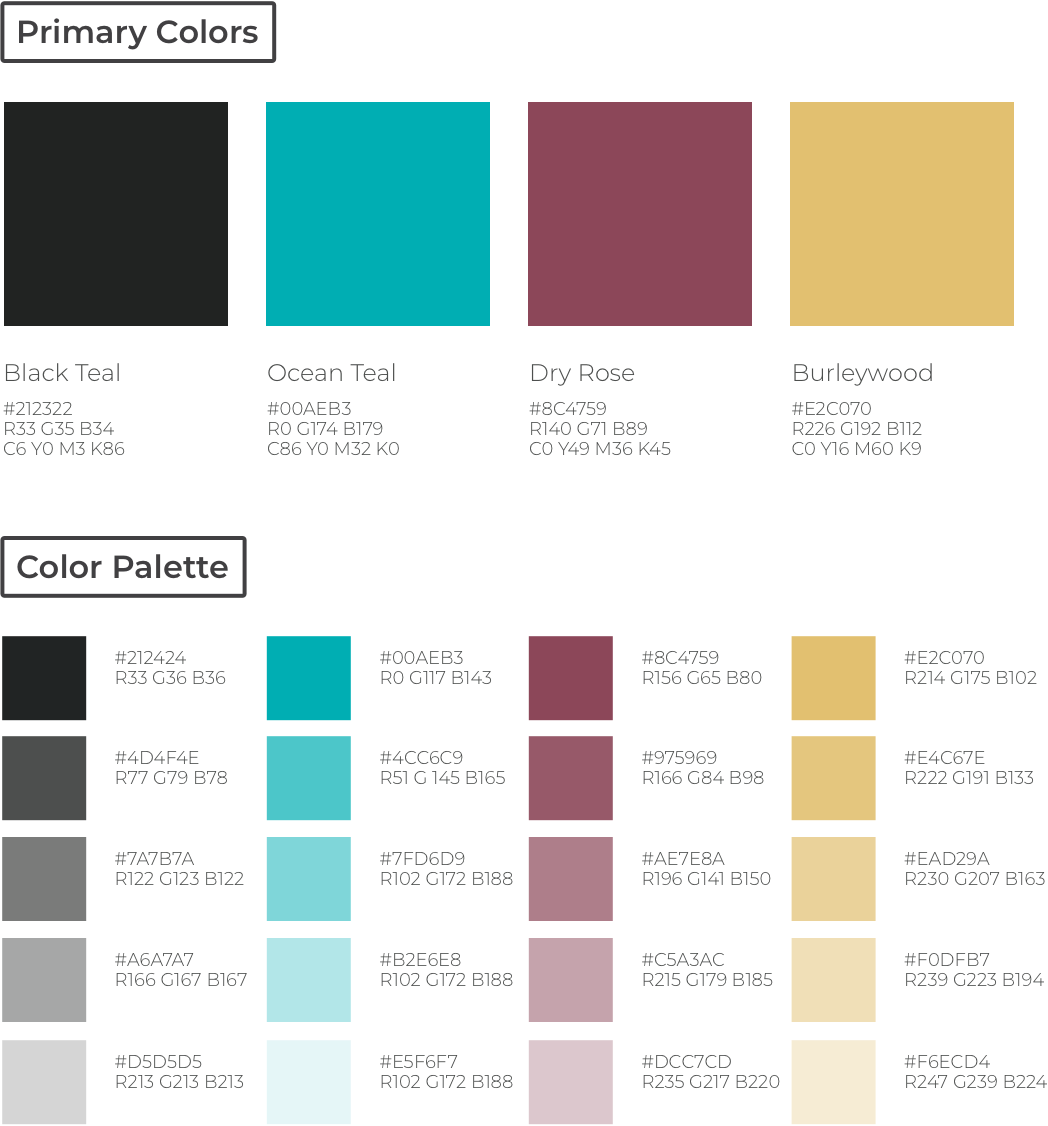 Primary Colors
Black Teal
#212322
R33 G35 B34
C6 Y0 M3 K86
Ocean Teal
#00AEB3
R0 G174 B179
C86 Y0 M32 K0
Dry Rose
#8C4759
R140 G71 B89
C0 Y49 M36 K45
Burleywood
#E2C070
R226 G192 B112
C0 Y16 M60 K9
Color Palette
#212424
R33 G36 B36
#00AEB3
R0 G117 B143
#8C4759
R156 G65 B80
#E2C070
R214 G175 B102
#4D4F4E
R77 G79 B78
#4CC6C9
R51 G 145 B165
#975969
R166 G84 B98
#E4C67E
R222 G191 B133
#7A7B7A
R122 G123 B122
#7FD6D9
R102 G172 B188
#AE7E8A
R196 G141 B150
#EAD29A
R230 G207 B163
#A6A7A7
R166 G167 B167
#B2E6E8
R102 G172 B188
#C5A3AC
R215 G179 B185
#F0DFB7
R239 G223 B194
#D5D5D5
R213 G213 B213
#E5F6F7
R102 G172 B188
#DCC7CD
R235 G217 B220
#F6ECD4
R247 G239 B224